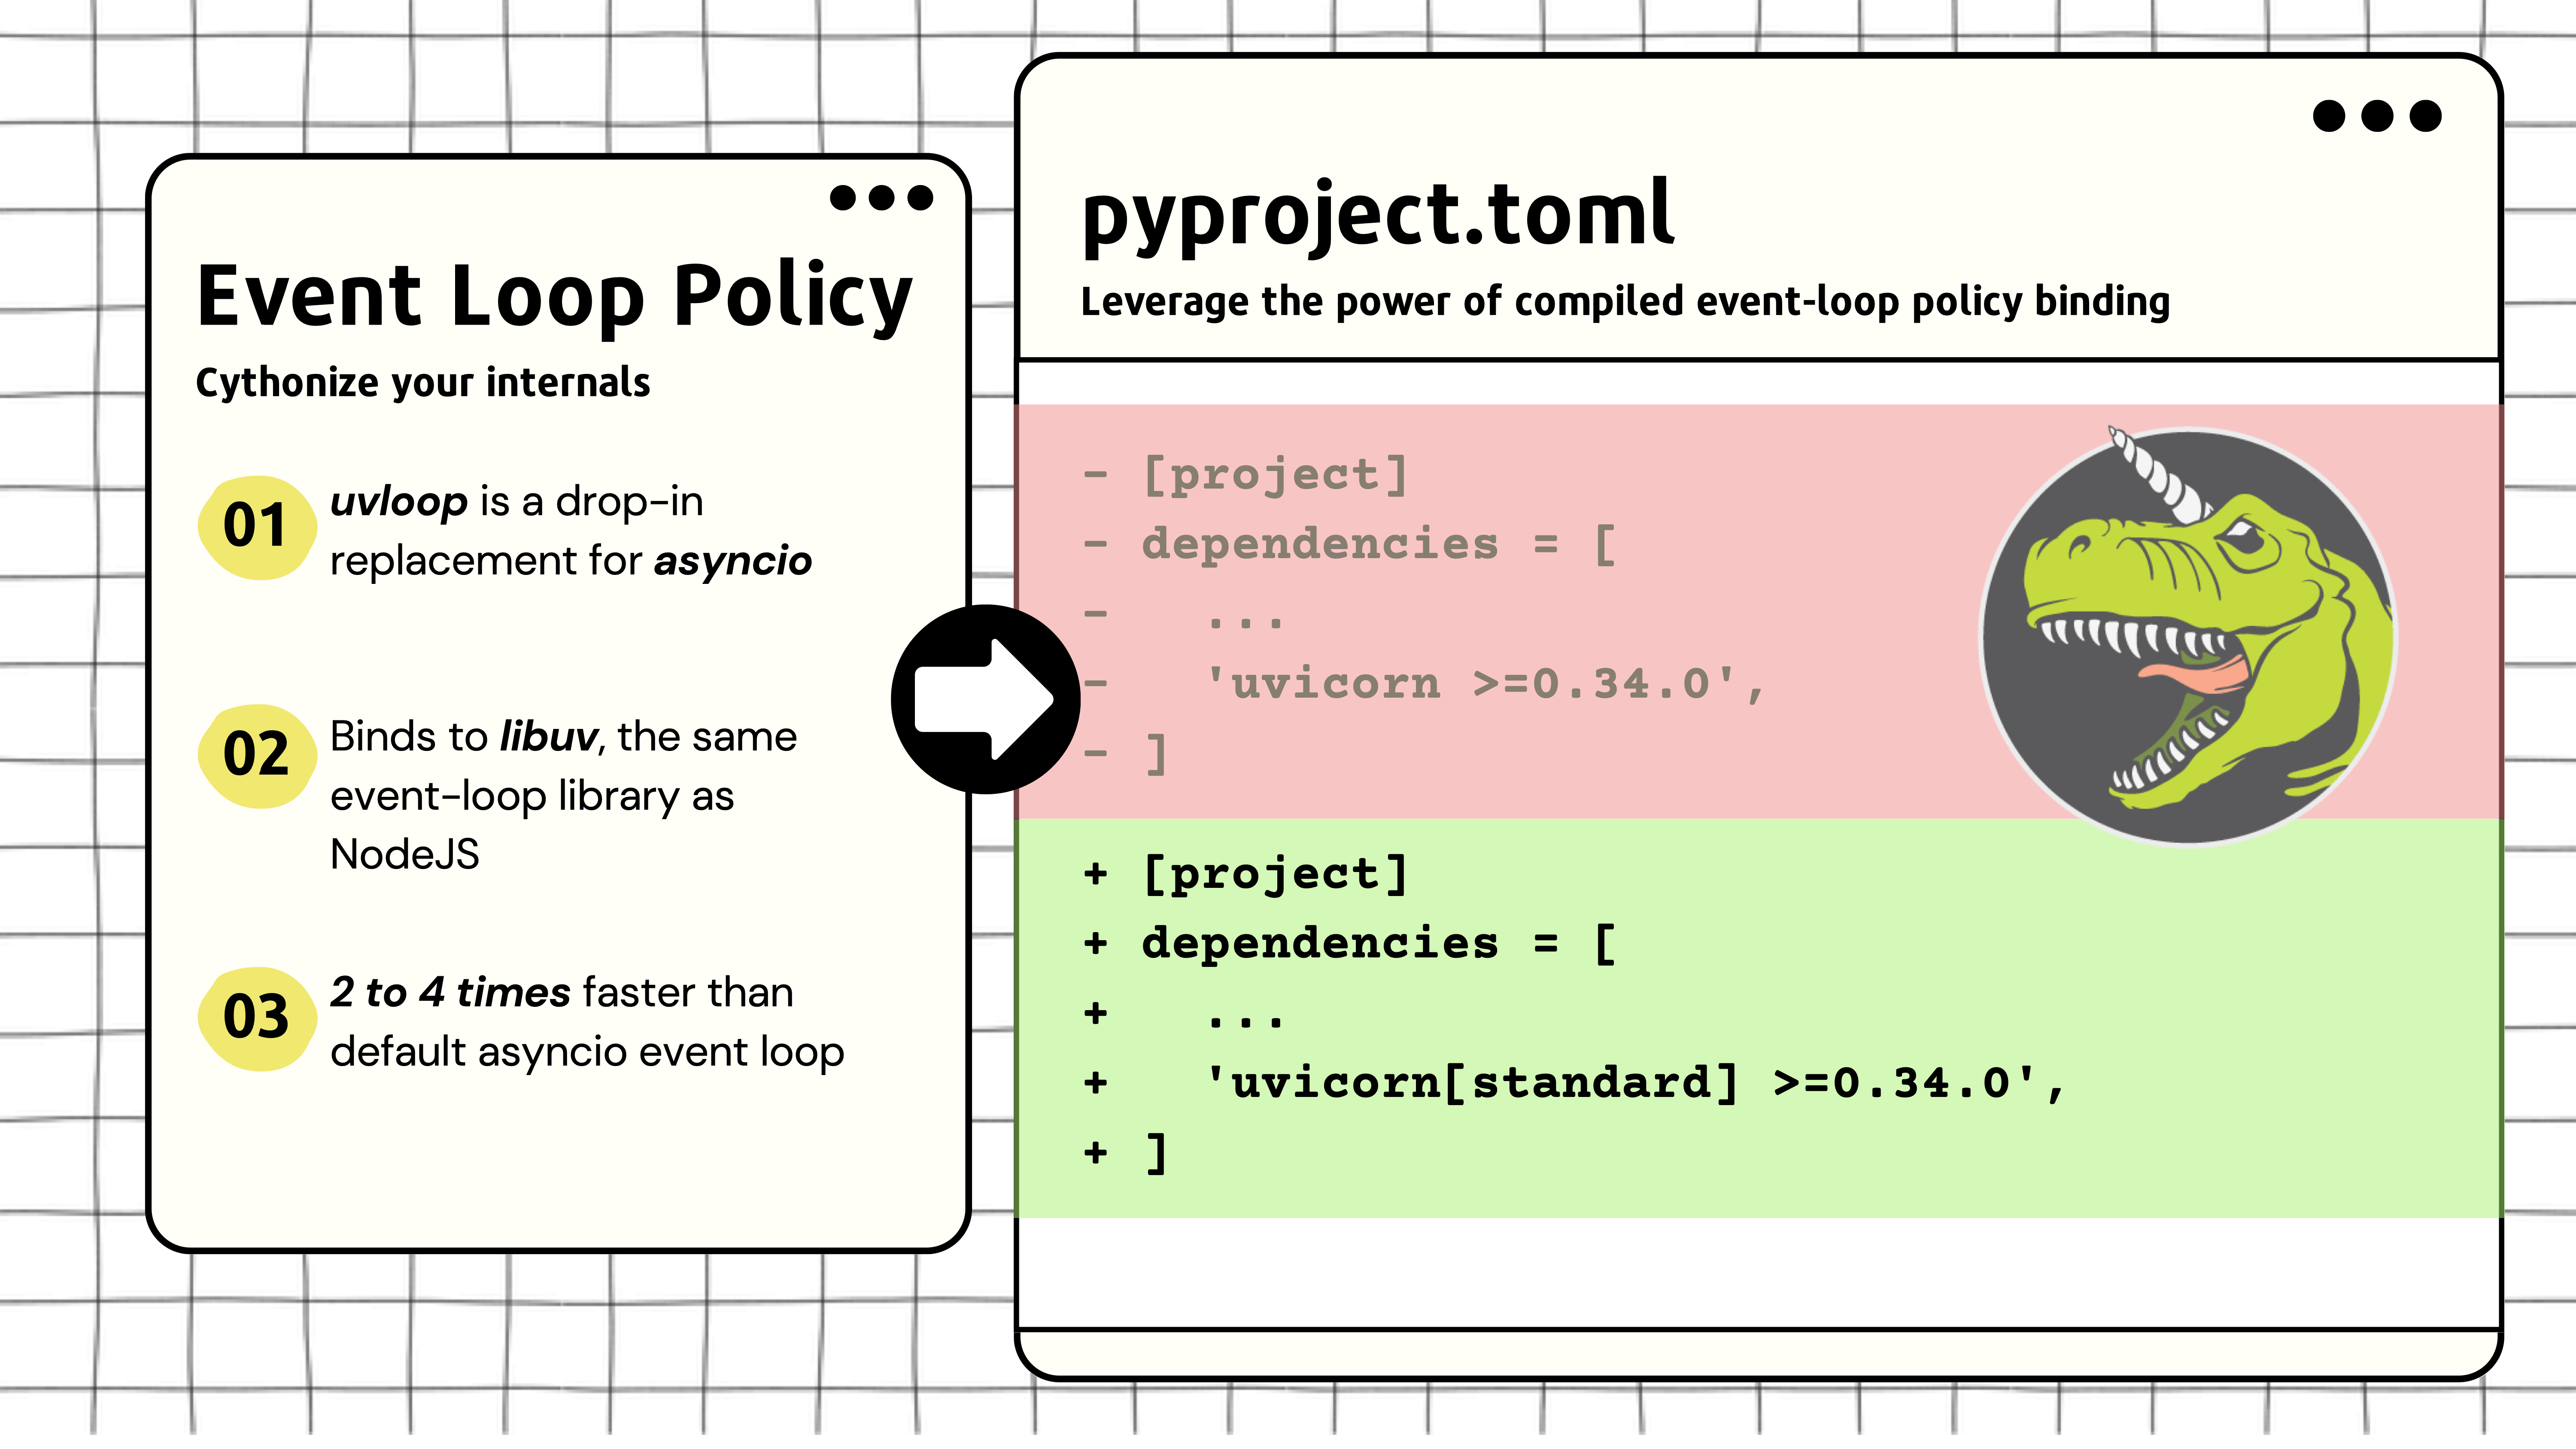 Event Loop Policy
Cythonize your internals
01
uvloop is a drop-in
replacement for asyncio
02
Binds to libuv, the same
event-loop library as
NodeJS
03
2 to 4 times faster than
default asyncio event loop
pyproject.toml
Leverage the power of compiled event-loop policy binding
- [project]
- dependencies = [
-   ...
-   'uvicorn >=0.34.0',
- ]
+ [project]
+ dependencies = [
+   ...
+   'uvicorn[standard] >=0.34.0',
+ ]